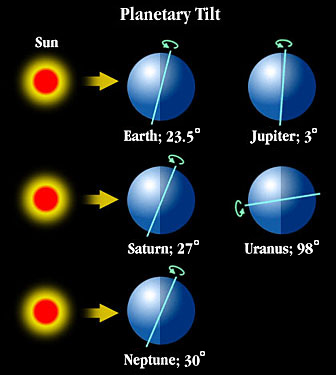 Planetary Tilt
Sun
Earth; 23.5°
Jupiter; 3°
Saturn; 27°
Uranus; 98°
Neptune; 30°